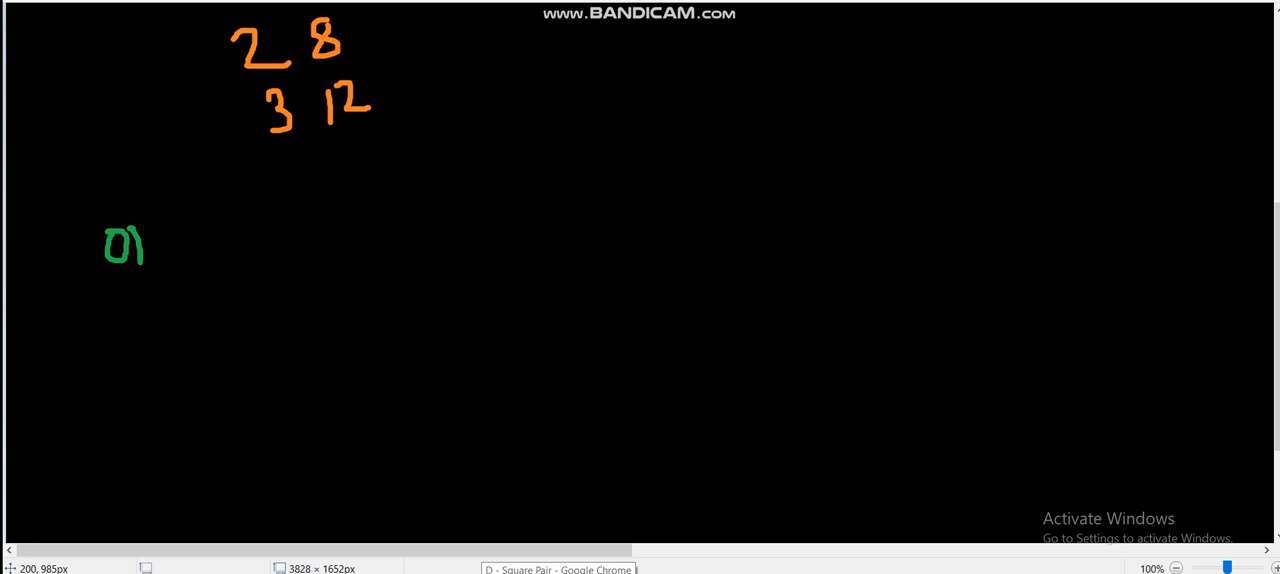 www.BANDICAM.com
2 8
3 12
Activate Windows
Go to Settings to activate Windows.
200, 985px
3828 × 1652px
D - Square Pair - Google Chrome
100%